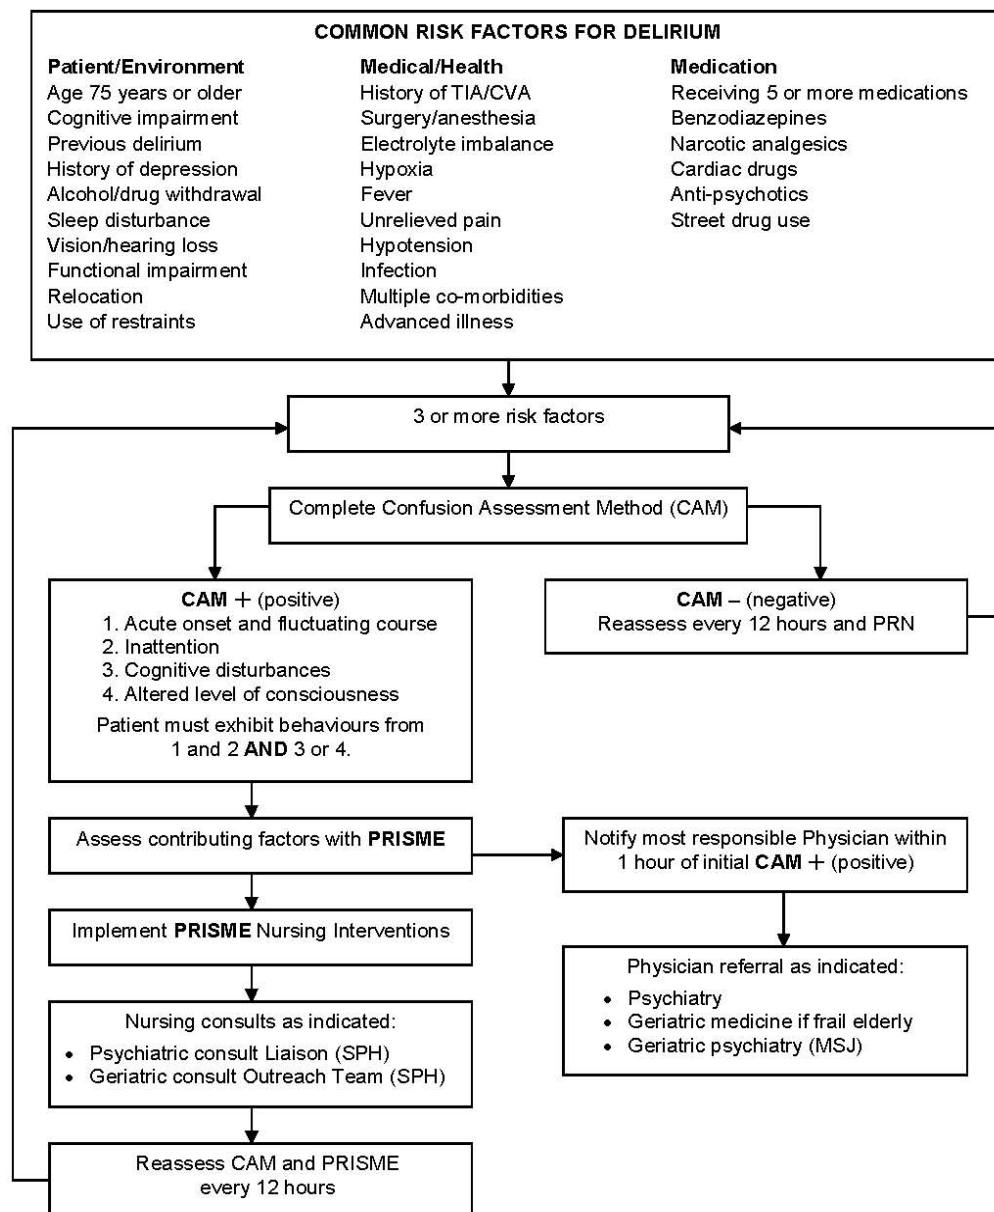 COMMON RISK FACTORS FOR DELIRIUM
Patient/Environment
Age 75 years or older
Cognitive impairment
Previous delirium
History of depression
Alcohol/drug withdrawal
Sleep disturbance
Vision/hearing loss
Functional impairment
Relocation
Use of restraints
Medical/Health
History of TIA/CVA
Surgery/anesthesia
Electrolyte imbalance
Hypoxia
Fever
Unrelieved pain
Hypotension
Infection
Multiple co-morbidities
Advanced illness
Medication
Receiving 5 or more medications
Benzodiazepines
Narcotic analgesics
Cardiac drugs
Anti-psychotics
Street drug use
3 or more risk factors
Complete Confusion Assessment Method (CAM)
CAM + (positive)
1. Acute onset and fluctuating course
2. Inattention
3. Cognitive disturbances
4. Altered level of consciousness
Patient must exhibit behaviours from
1 and 2 AND 3 or 4.
CAM – (negative)
Reassess every 12 hours and PRN
Assess contributing factors with PRISME
Notify most responsible Physician within
1 hour of initial CAM + (positive)
Implement PRISME Nursing Interventions
Physician referral as indicated:
• Psychiatry
• Geriatric medicine if frail elderly
• Geriatric psychiatry (MSJ)
Nursing consults as indicated:
• Psychiatric consult Liaison (SPH)
• Geriatric consult Outreach Team (SPH)
Reassess CAM and PRISME
every 12 hours